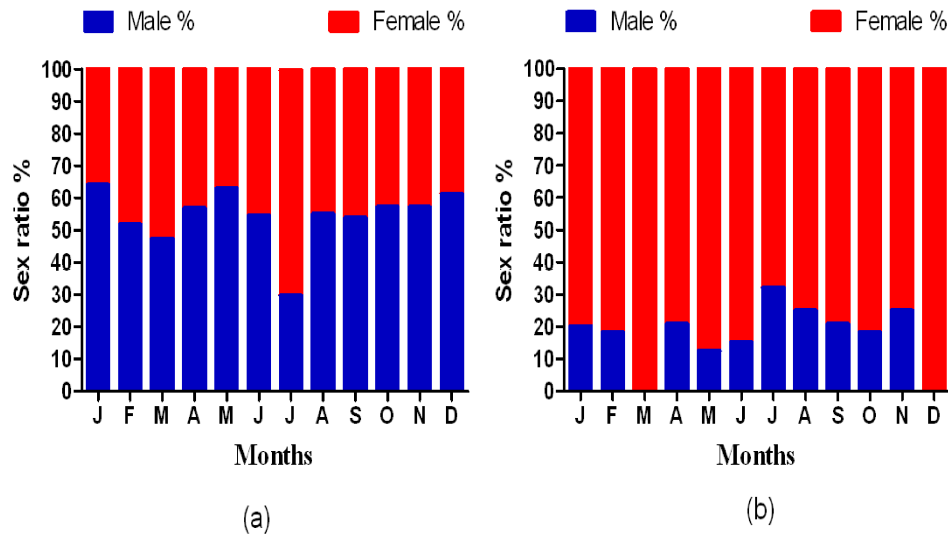 Male % Female %
Sex ratio %
100
90
80
70
60
50
40
30
20
10
0
J F M A M J J A S O N D
Months
(a)
Male % Female %
Sex ratio %
100
90
80
70
60
50
40
30
20
10
0
J F M A M J J A S O N D
Months
(b)